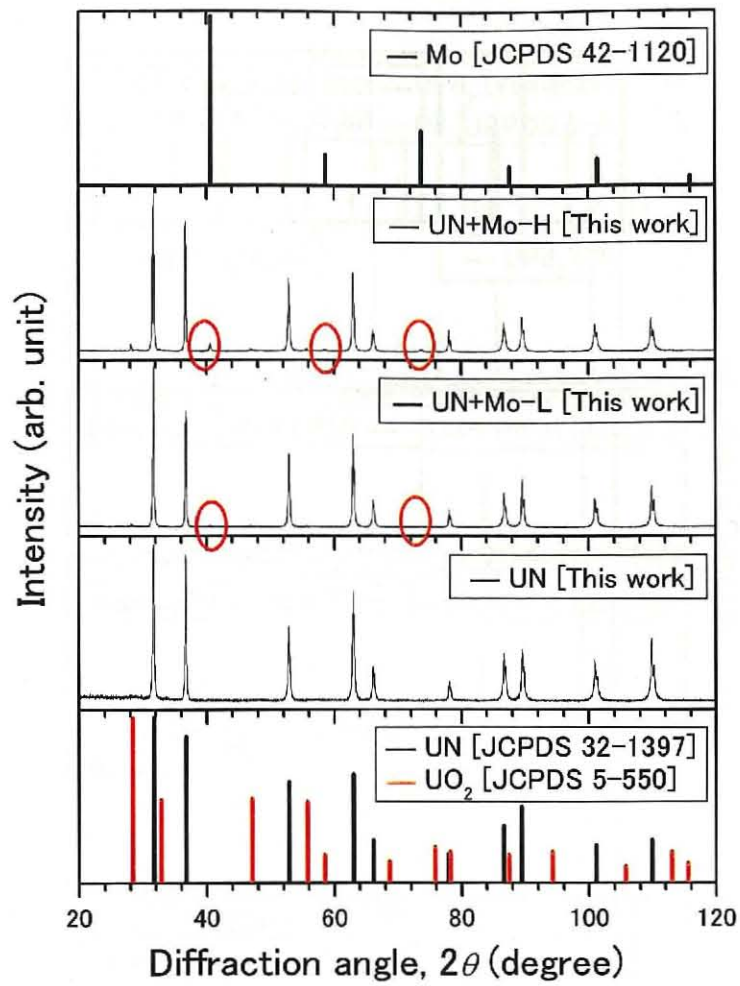 Mo [JCPDS 42-1120]
UN+Mo-H [This work]
UN+Mo-L [This work]
UN [This work]
UN [JCPDS 32-1397]
UO₂ [JCPDS 5-550]
Intensity (arb. unit)
20 40 60 80 100 120
Diffraction angle, 2θ (degree)